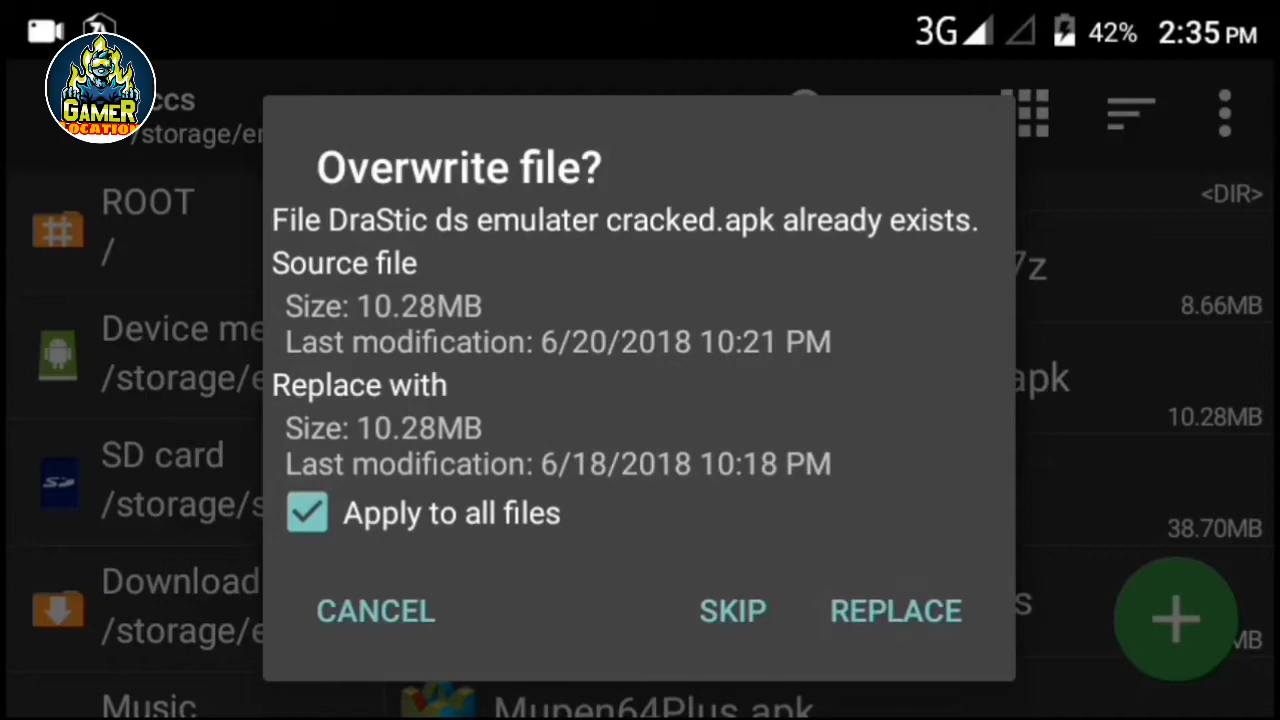 3G 42% 2:35 PM
GAMER
LOCATION
ccs
/storage/er
<DIR>
ROOT
/
7z
8.66MB
Device me
/storage/e
apk
10.28MB
SD card
/storage/s
38.70MB
Download
/storage/e
s
MB
Music
Mupen64Plus.apk
Overwrite file?
File DraStic ds emulater cracked.apk already exists.
Source file
Size: 10.28MB
Last modification: 6/20/2018 10:21 PM
Replace with
Size: 10.28MB
Last modification: 6/18/2018 10:18 PM
Apply to all files
CANCEL SKIP REPLACE